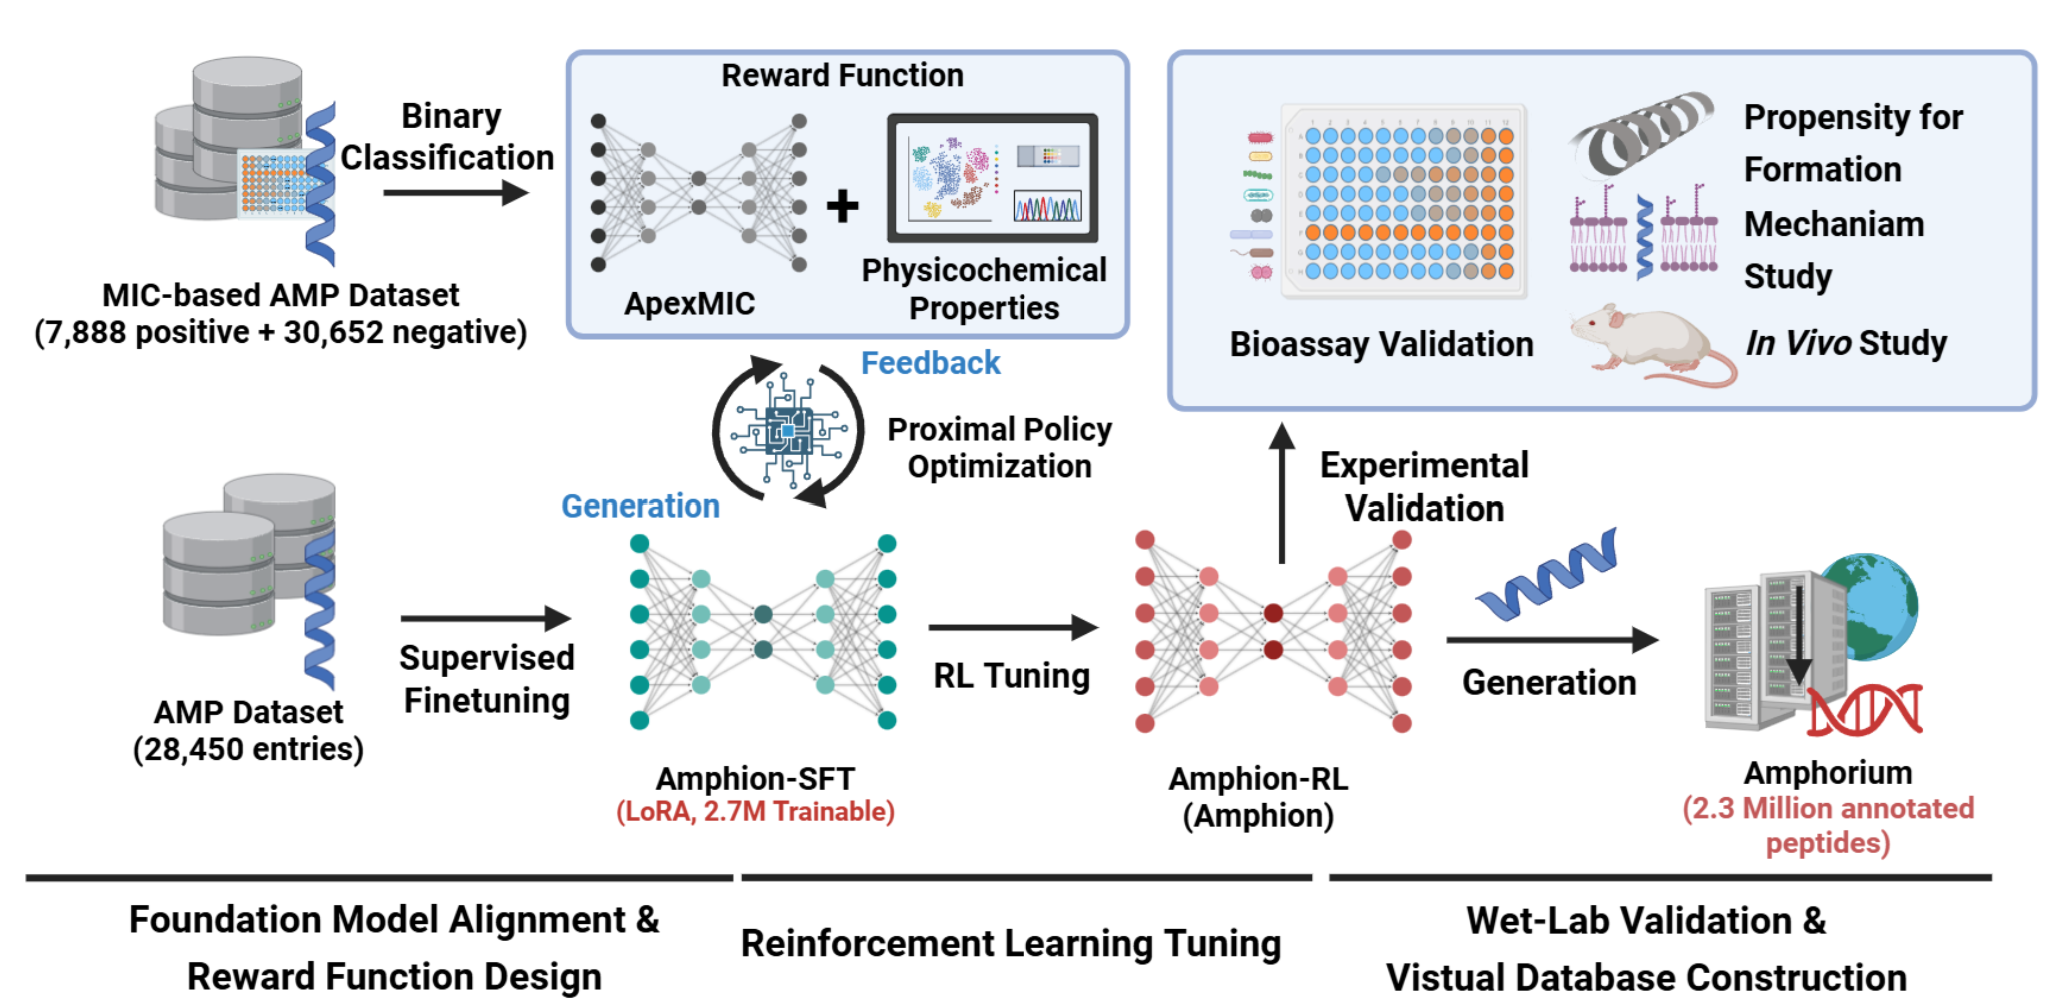 Binary
Classification
MIC-based AMP Dataset
(7,888 positive + 30,652 negative)
Reward Function
ApexMIC
+
Physicochemical
Properties
Feedback
Proximal Policy
Optimization
Generation
Bioassay Validation
Propensity for
Formation
Mechaniam
Study
In Vivo Study
Experimental
Validation
AMP Dataset
(28,450 entries)
Supervised
Finetuning
Amphion-SFT
(LoRA, 2.7M Trainable)
RL Tuning
Amphion-RL
(Amphion)
Generation
Amphorium
(2.3 Million annotated
peptides)
Foundation Model Alignment &
Reward Function Design
Reinforcement Learning Tuning
Wet-Lab Validation &
Vistual Database Construction